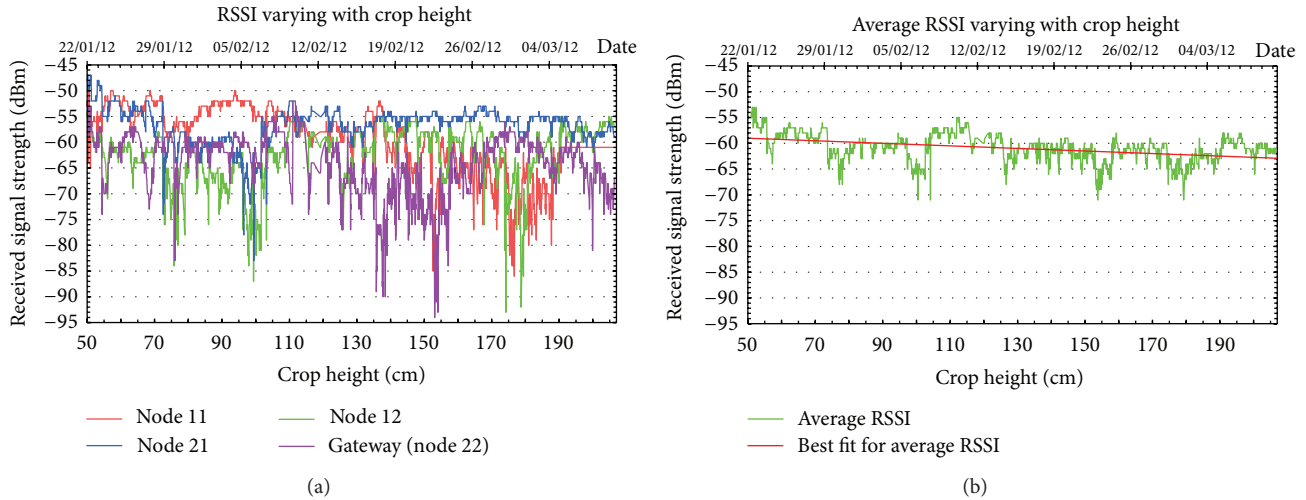 RSSI varying with crop height
22/01/12 29/01/12 05/02/12 12/02/12 19/02/12 26/02/12 04/03/12 Date
Received signal strength (dBm)
−45
−50
−55
−60
−65
−70
−75
−80
−85
−90
−95
50 70 90 110 130 150 170 190
Crop height (cm)
Node 11
Node 12
Node 21
Gateway (node 22)
(a)
Average RSSI varying with crop height
22/01/12 29/01/12 05/02/12 12/02/12 19/02/12 26/02/12 04/03/12 Date
Received signal strength (dBm)
−45
−50
−55
−60
−65
−70
−75
−80
−85
−90
−95
50 70 90 110 130 150 170 190
Crop height (cm)
Average RSSI
Best fit for average RSSI
(b)